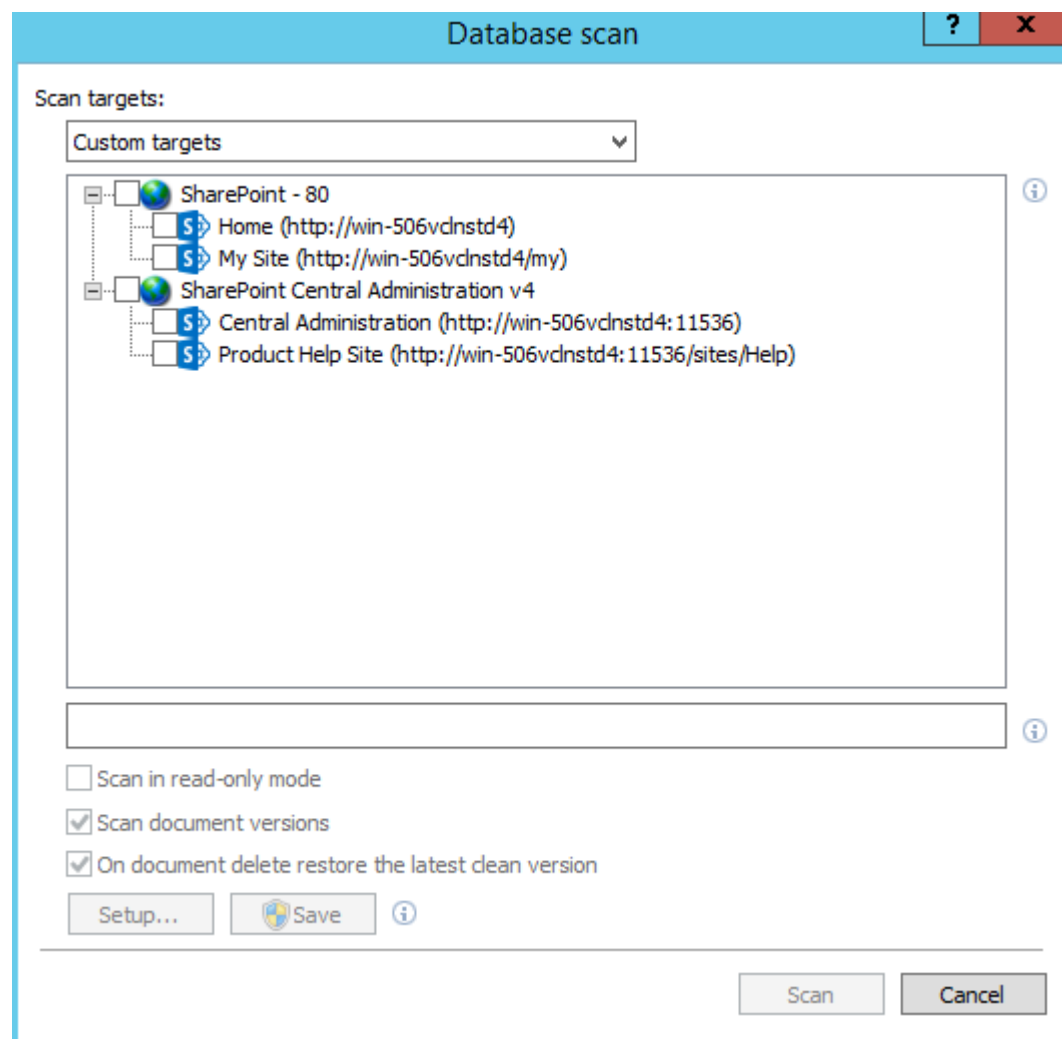 Database scan
?
x
Scan targets:
Custom targets
SharePoint - 80
Home (http://win-506vclnstd4)
My Site (http://win-506vclnstd4/my)
SharePoint Central Administration v4
Central Administration (http://win-506vclnstd4:11536)
Product Help Site (http://win-506vclnstd4:11536/sites/Help)
Scan in read-only mode
Scan document versions
On document delete restore the latest clean version
Setup...
Save
Scan
Cancel